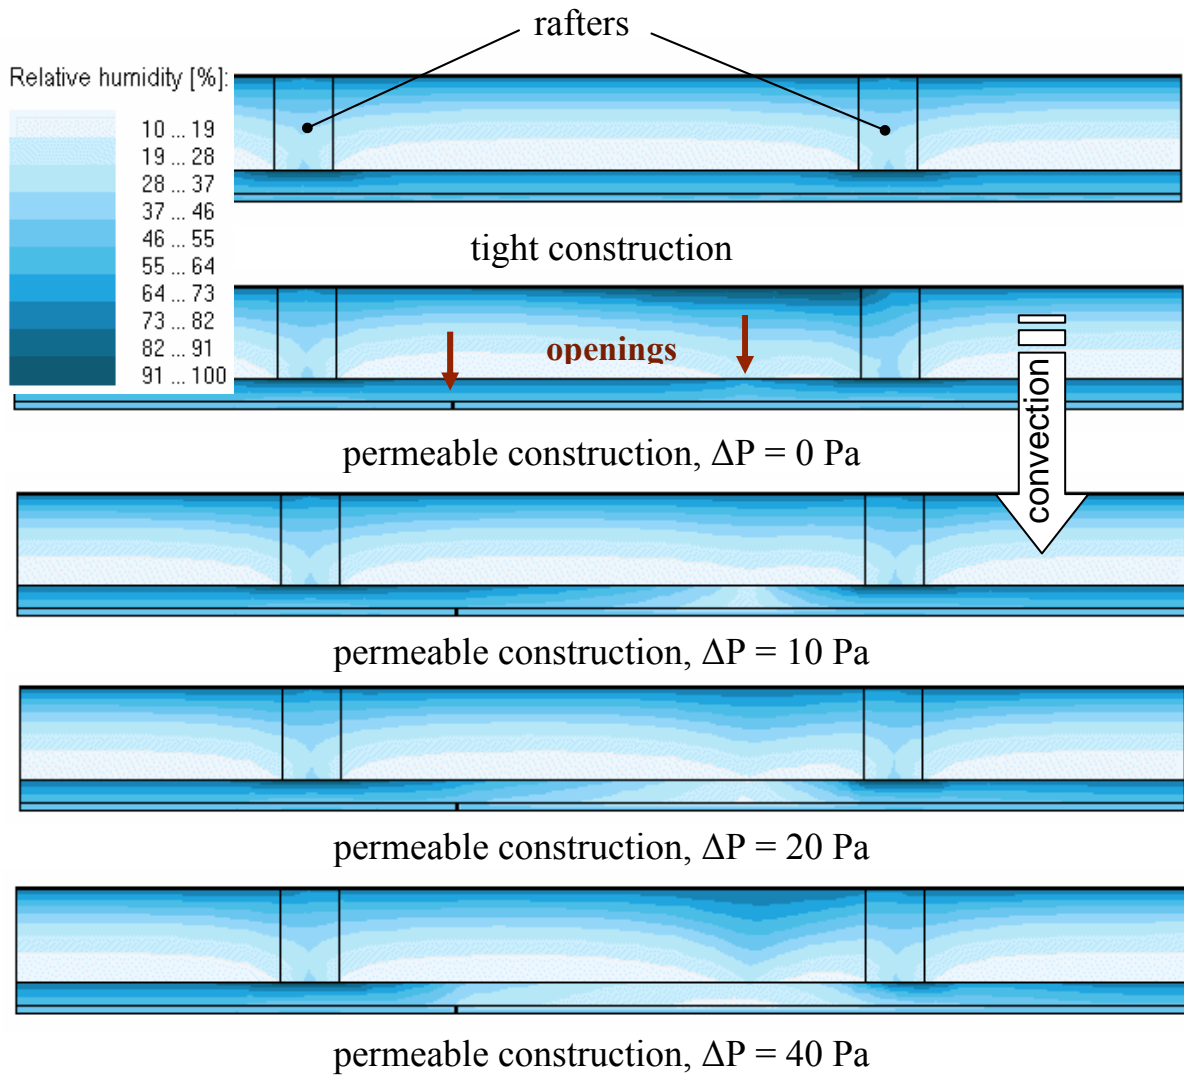 rafters
Relative humidity [%]:
10 ... 19
19 ... 28
28 ... 37
37 ... 46
46 ... 55
55 ... 64
64 ... 73
73 ... 82
82 ... 91
91 ... 100
tight construction
openings
convection
permeable construction, ΔP = 0 Pa
permeable construction, ΔP = 10 Pa
permeable construction, ΔP = 20 Pa
permeable construction, ΔP = 40 Pa